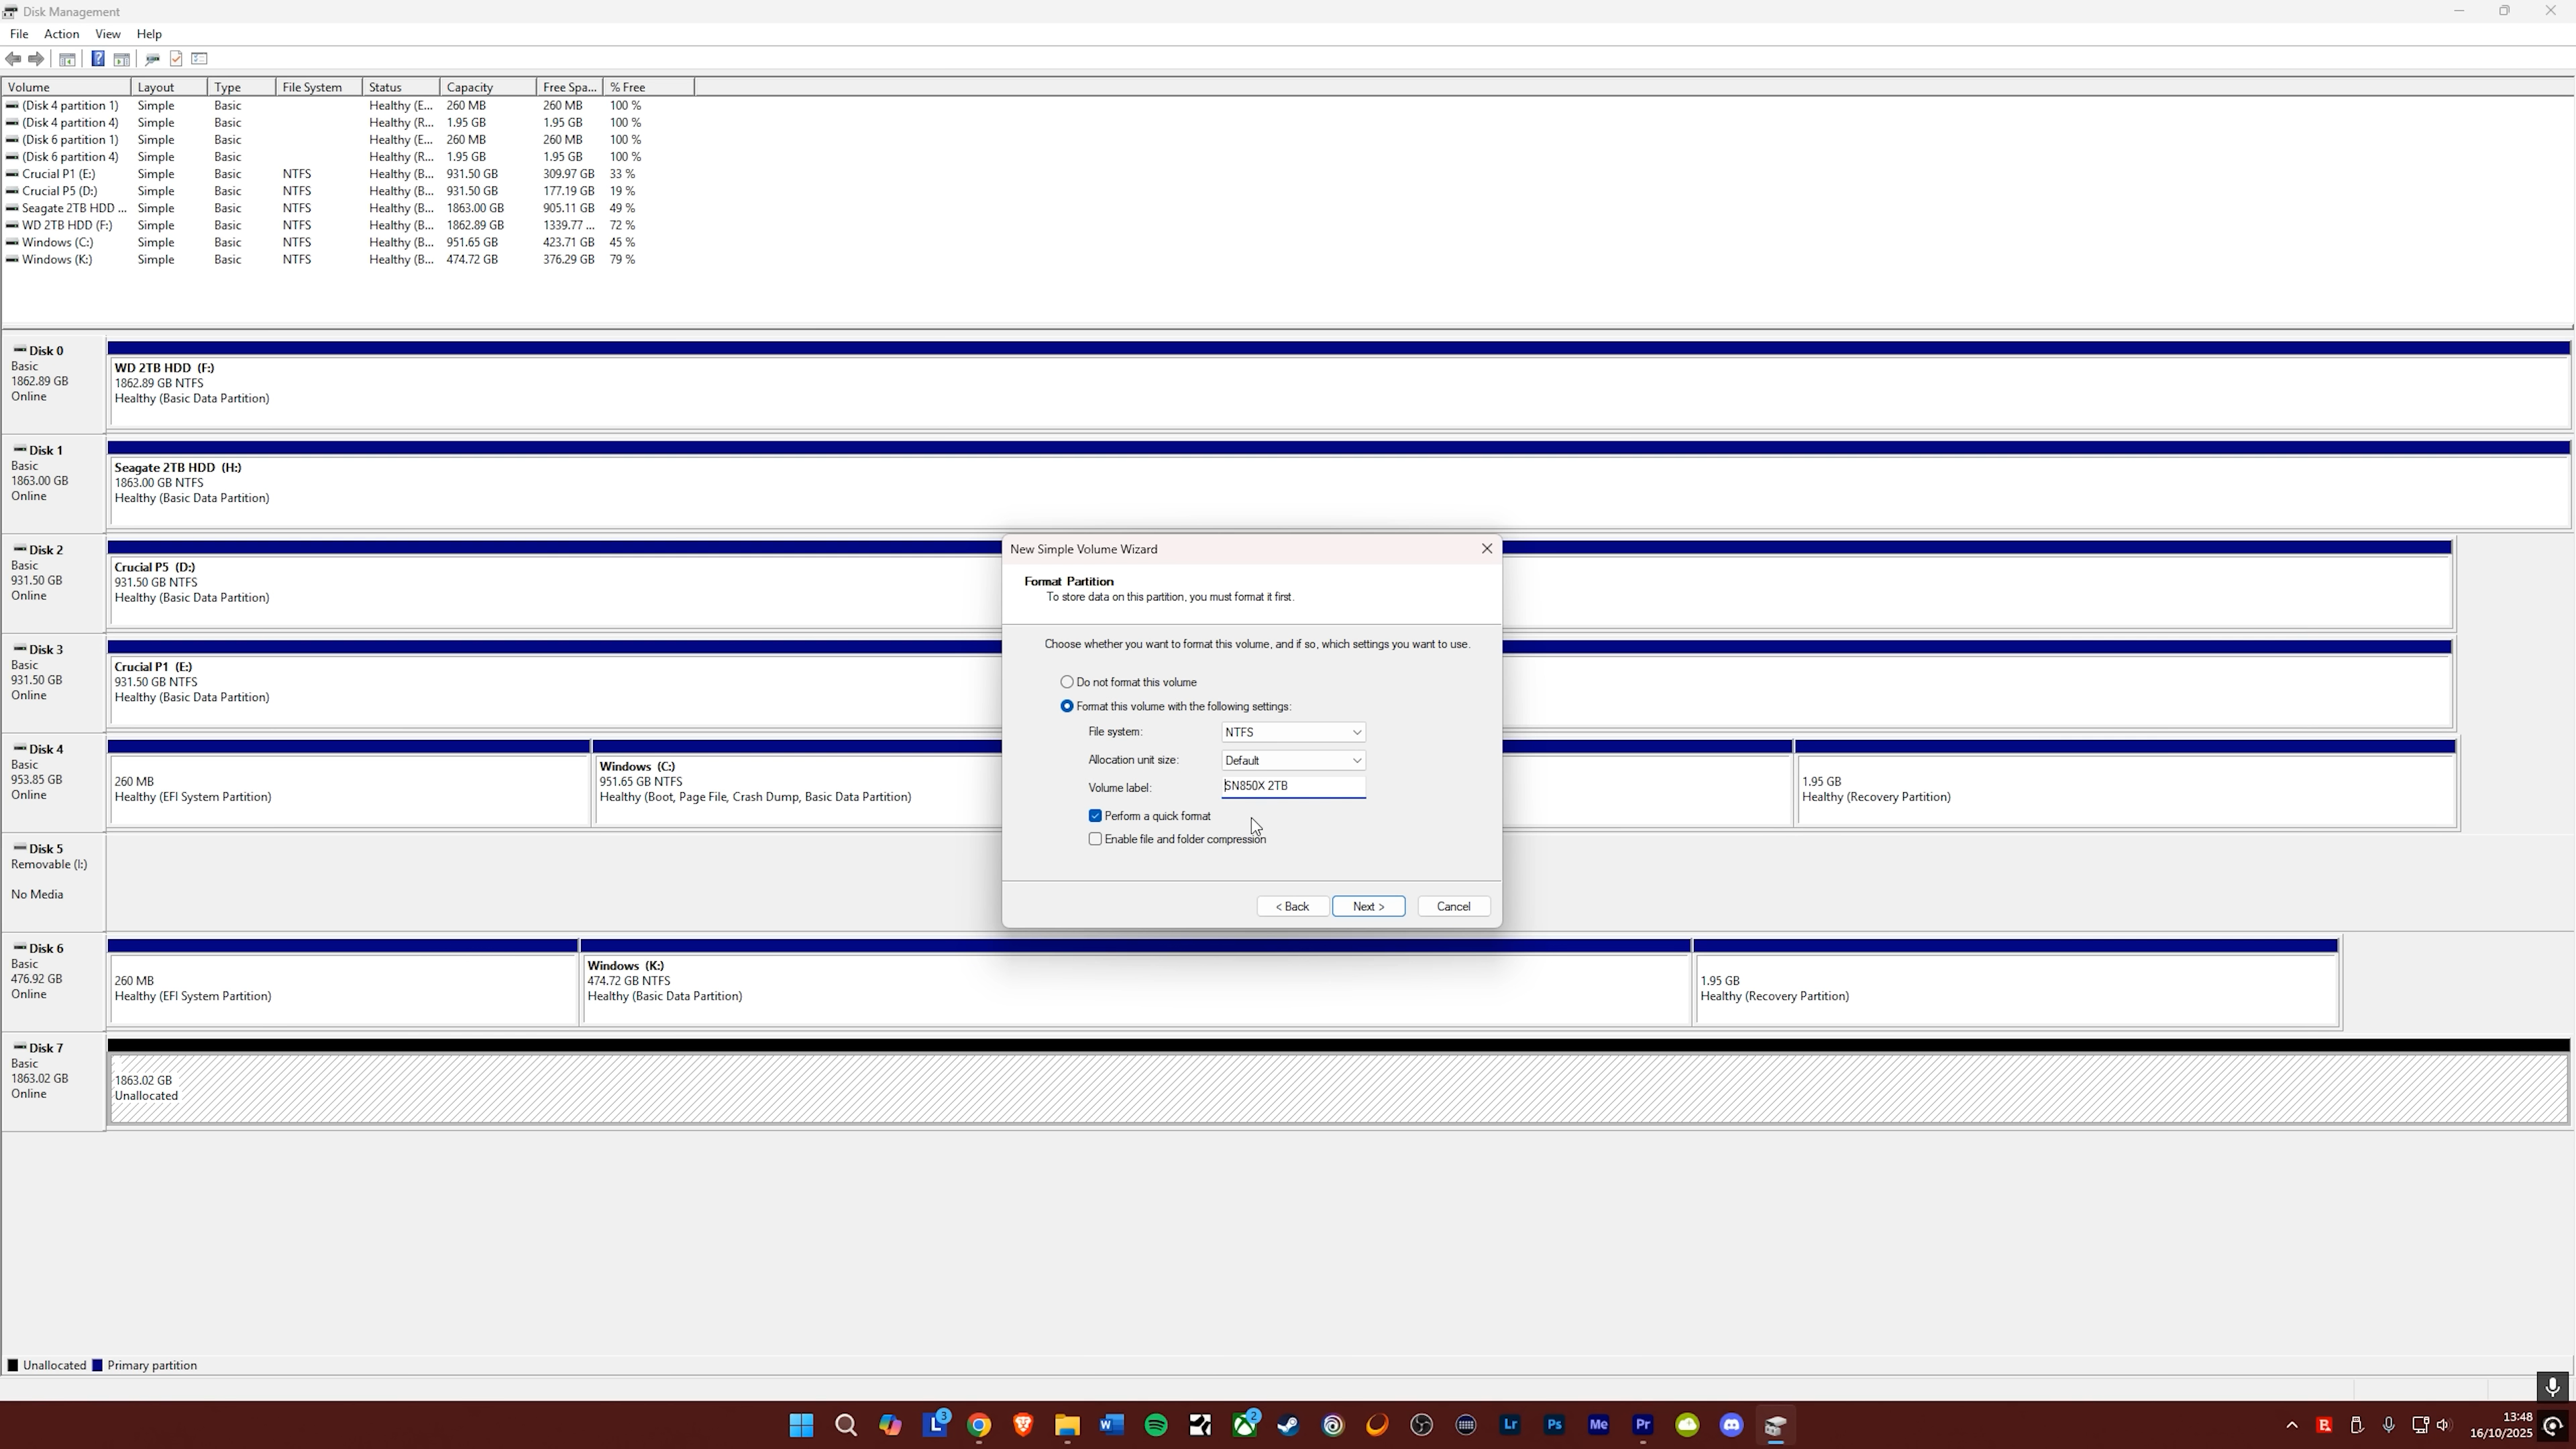 Disk Management
File Action View Help
Volume Layout Type File System Status Capacity Free Spa... % Free
(Disk 4 partition 1) Simple Basic Healthy (E... 260 MB 260 MB 100 %
(Disk 4 partition 4) Simple Basic Healthy (R... 1.95 GB 1.95 GB 100 %
(Disk 6 partition 1) Simple Basic Healthy (E... 260 MB 260 MB 100 %
(Disk 6 partition 4) Simple Basic Healthy (R... 1.95 GB 1.95 GB 100 %
Crucial P1 (E:) Simple Basic NTFS Healthy (B... 931.50 GB 309.97 GB 33 %
Crucial P5 (D:) Simple Basic NTFS Healthy (B... 931.50 GB 177.19 GB 19 %
Seagate 2TB HDD ... Simple Basic NTFS Healthy (B... 1863.00 GB 905.11 GB 49 %
WD 2TB HDD (F:) Simple Basic NTFS Healthy (B... 1862.89 GB 1339.77 ... 72 %
Windows (C:) Simple Basic NTFS Healthy (B... 951.65 GB 423.71 GB 45 %
Windows (K:) Simple Basic NTFS Healthy (B... 474.72 GB 376.29 GB 79 %
Disk 0
Basic
1862.89 GB
Online
WD 2TB HDD (F:)
1862.89 GB NTFS
Healthy (Basic Data Partition)
Disk 1
Basic
1863.00 GB
Online
Seagate 2TB HDD (H:)
1863.00 GB NTFS
Healthy (Basic Data Partition)
Disk 2
Basic
931.50 GB
Online
Crucial P5 (D:)
931.50 GB NTFS
Healthy (Basic Data Partition)
Disk 3
Basic
931.50 GB
Online
Crucial P1 (E:)
931.50 GB NTFS
Healthy (Basic Data Partition)
Disk 4
Basic
953.85 GB
Online
260 MB
Healthy (EFI System Partition)
Windows (C:)
951.65 GB NTFS
Healthy (Boot, Page File, Crash Dump, Basic Data Partition)
1.95 GB
Healthy (Recovery Partition)
Disk 5
Removable (I:)
No Media
Disk 6
Basic
476.92 GB
Online
260 MB
Healthy (EFI System Partition)
Windows (K:)
474.72 GB NTFS
Healthy (Basic Data Partition)
1.95 GB
Healthy (Recovery Partition)
Disk 7
Basic
1863.02 GB
Online
1863.02 GB
Unallocated
New Simple Volume Wizard
Format Partition
To store data on this partition, you must format it first.
Choose whether you want to format this volume, and if so, which settings you want to use.
Do not format this volume
Format this volume with the following settings:
File system: NTFS
Allocation unit size: Default
Volume label: SN850X 2TB
Perform a quick format
Enable file and folder compression
< Back Next > Cancel
Unallocated Primary partition
L 3 2 Lr Ps Me Pr
13:48
16/10/2025